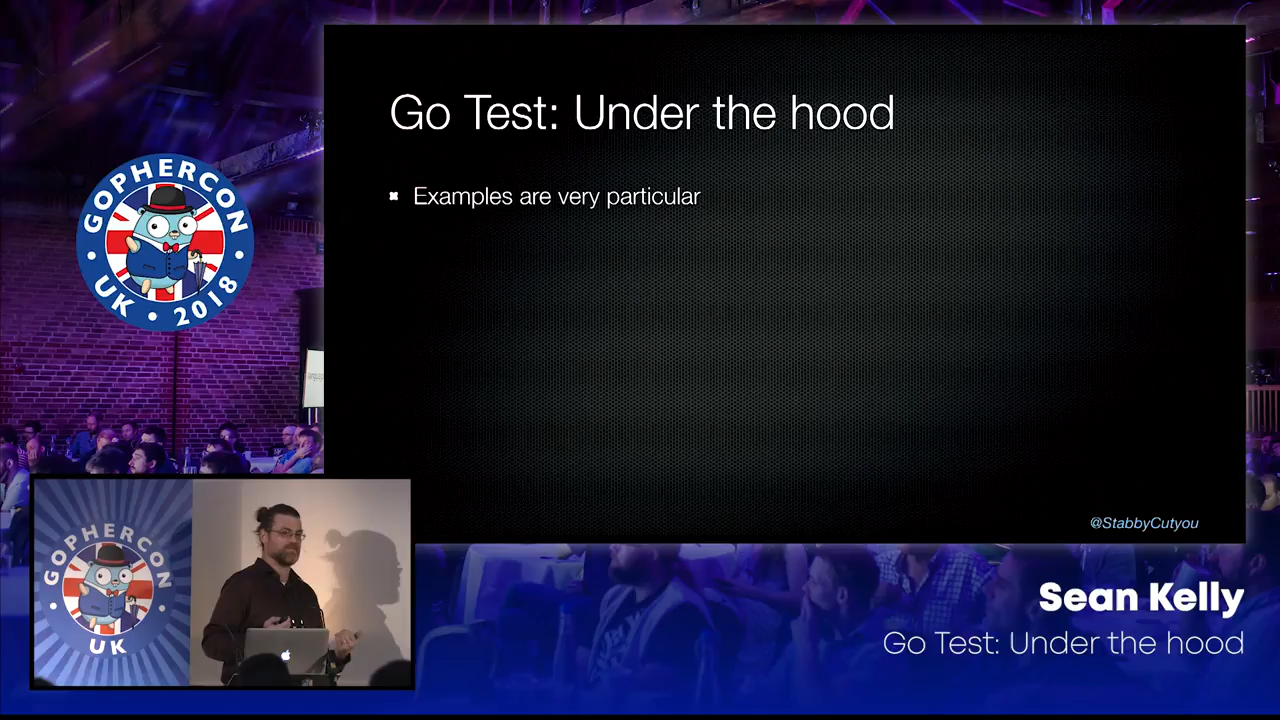 GOPHERCON
UK • 2018
Go Test: Under the hood
Examples are very particular
@StabbyCutyou
GOPHERCON
UK
Sean Kelly
Go Test: Under the hood